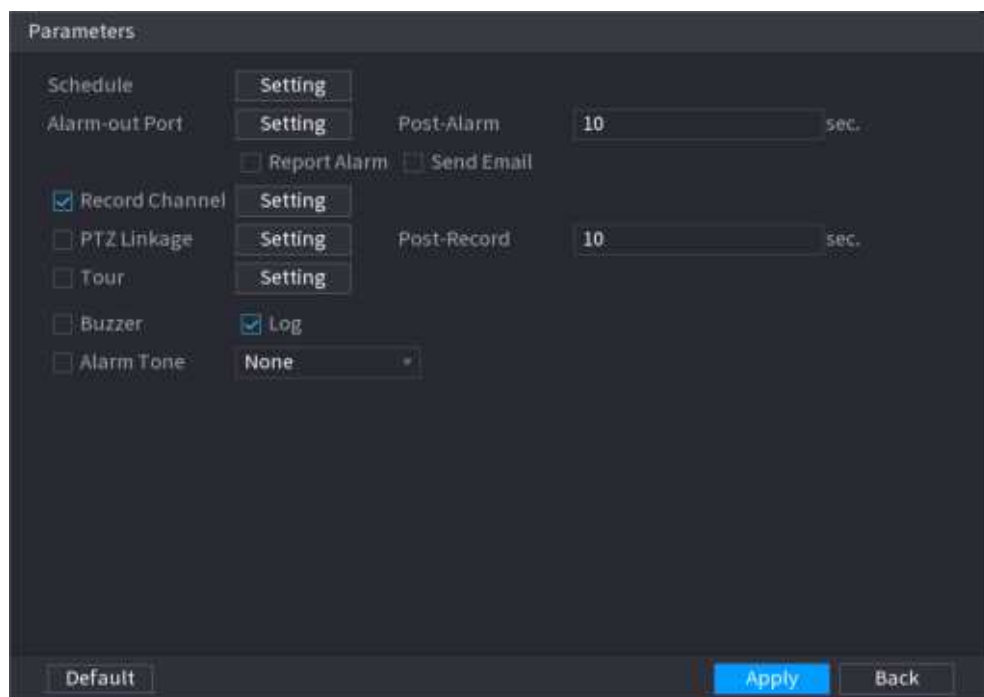 Parameters
Schedule Setting
Alarm-out Port Setting Post-Alarm 10 sec.
Report Alarm Send Email
Record Channel Setting
PTZ Linkage Setting Post-Record 10 sec.
Tour Setting
Buzzer Log
Alarm Tone None
Default Apply Back